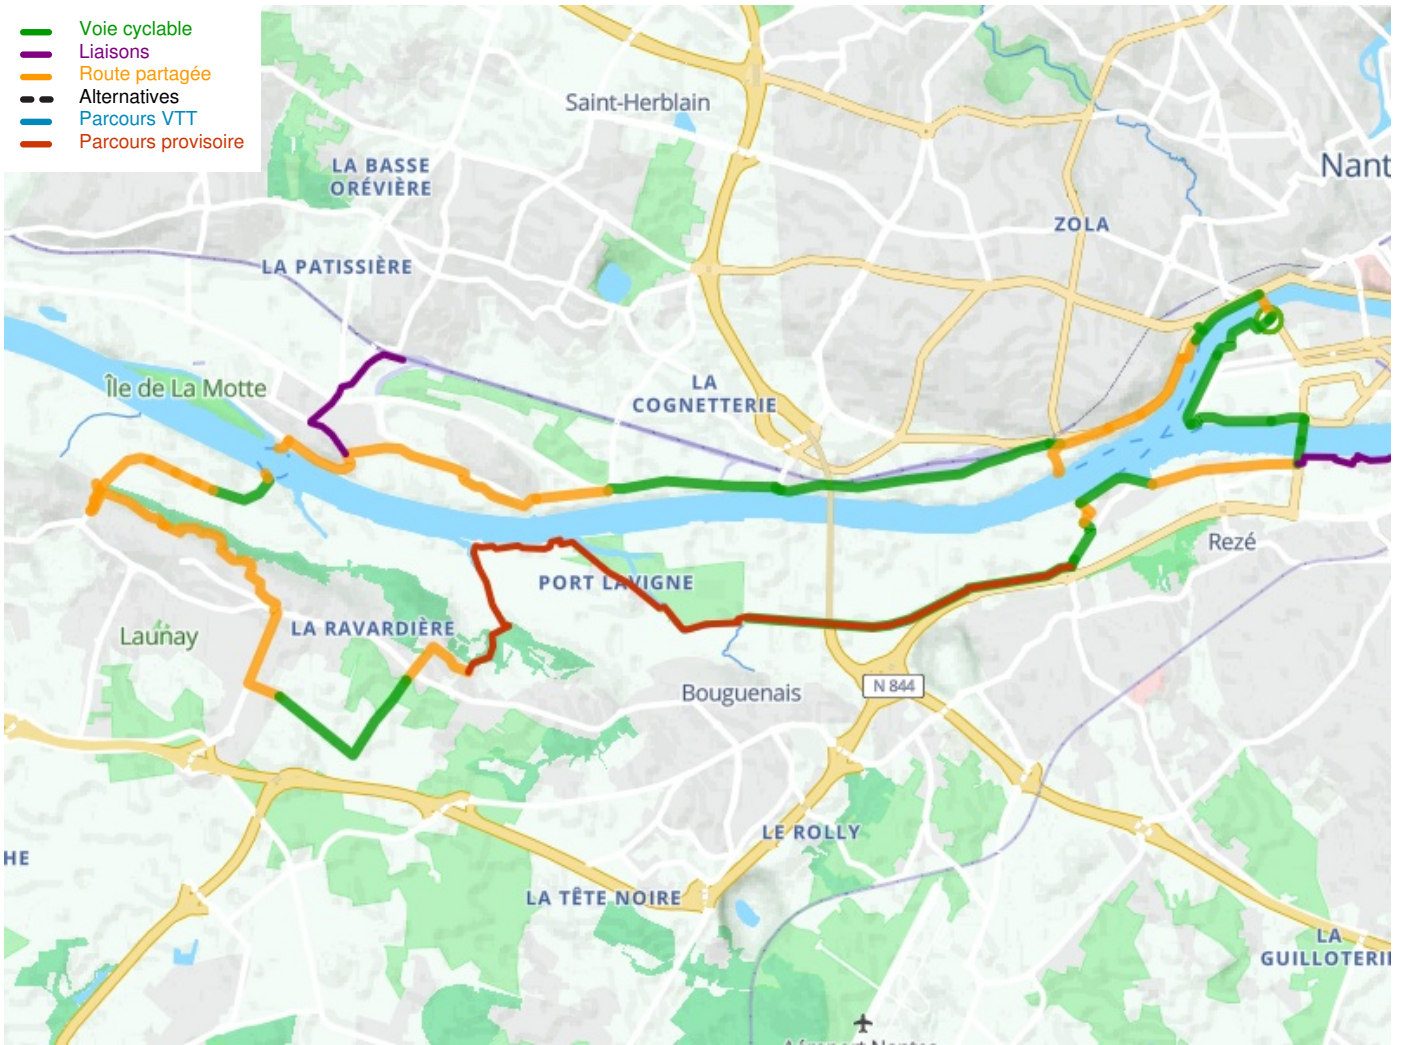 Voie cyclable
Liaisons
Route partagée
Alternatives
Parcours VTT
Parcours provisoire
Saint-Herblain
LA BASSE
ORÉVIÈRE
Nant
ZOLA
LA PATISSIÈRE
Île de La Motte
LA
COGNETTERIE
Rezé
PORT LAVIGNE
LA RAVARDIÈRE
Launay
Bouguenais
N 844
LE ROLLY
HE
LA TÊTE NOIRE
LA
GUILLOTERI
Aéroport Nantes